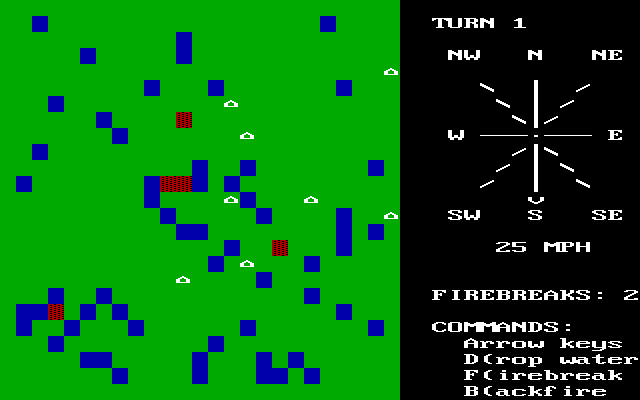 TURN 1
NW N NE
W E
SW S SE
25 MPH
FIREBREAKS: 2
COMMANDS:
Arrow keys
D(rop water
F(irebreak
B(ackfire